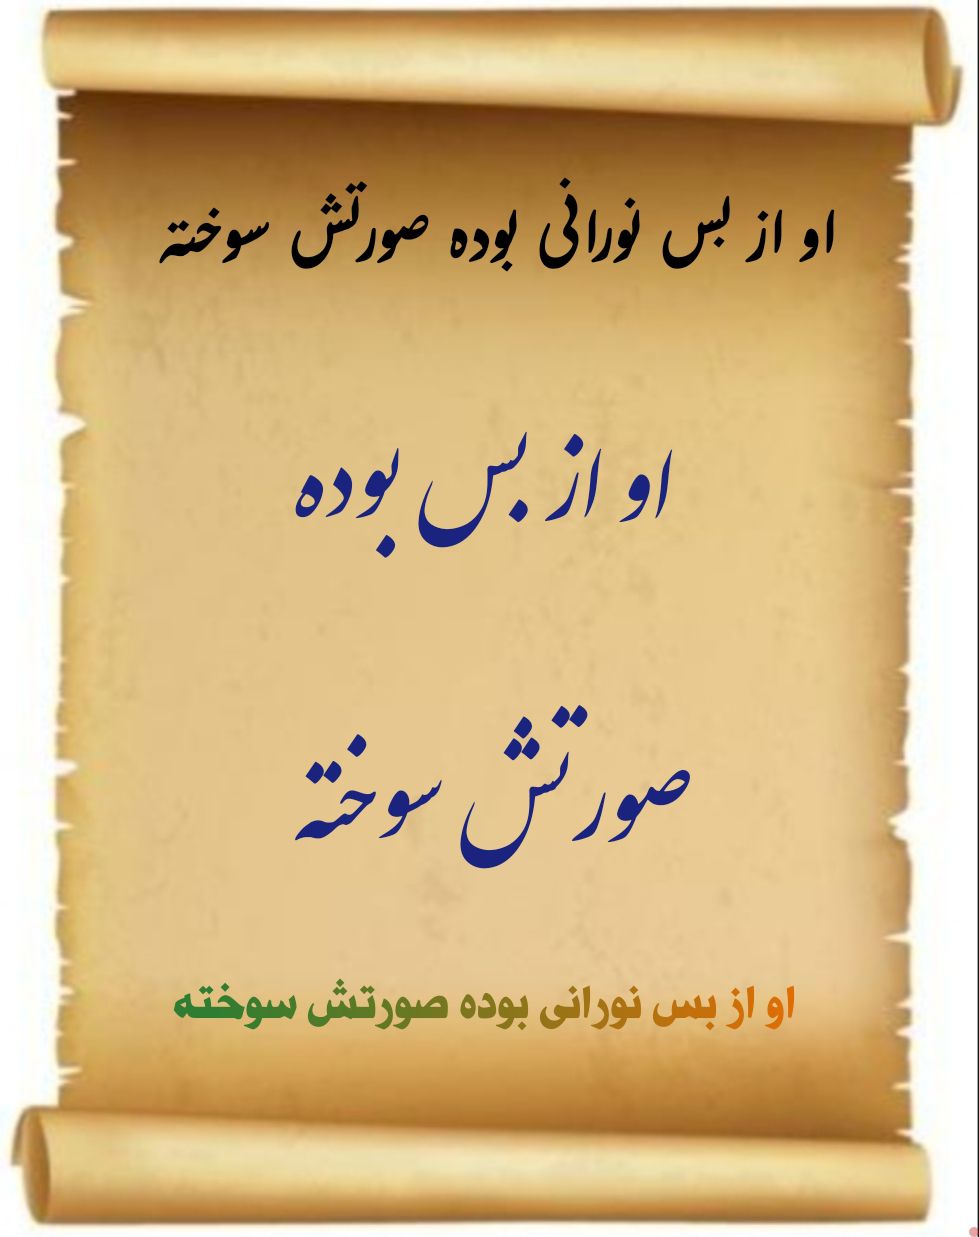 او از بس نورانی بوده صورتش سوخته
او از بس بوده
صورتش سوخته
او از بس نورانی بوده صورتش سوخته